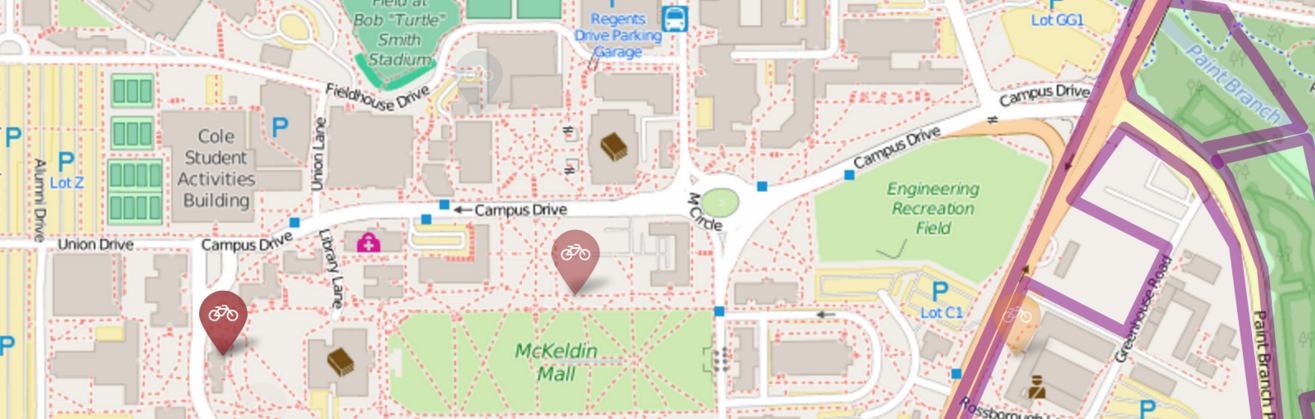 Field at
Bob "Turtle"
Smith
Stadium
Regents
Drive Parking
Garage
Lot GG1
Paint Branch
Campus Drive
Fieldhouse Drive
P
P
P
Lot Z
Cole
Student
Activities
Building
Union Lane
Alumni Drive
Campus Drive
Engineering
Recreation
Field
Campus Drive
M Circle
Union Drive
Campus Drive
Library Lane
P
Lot C1
Greenhouse Road
Paint Branch
P
McKeldin
Mall
P